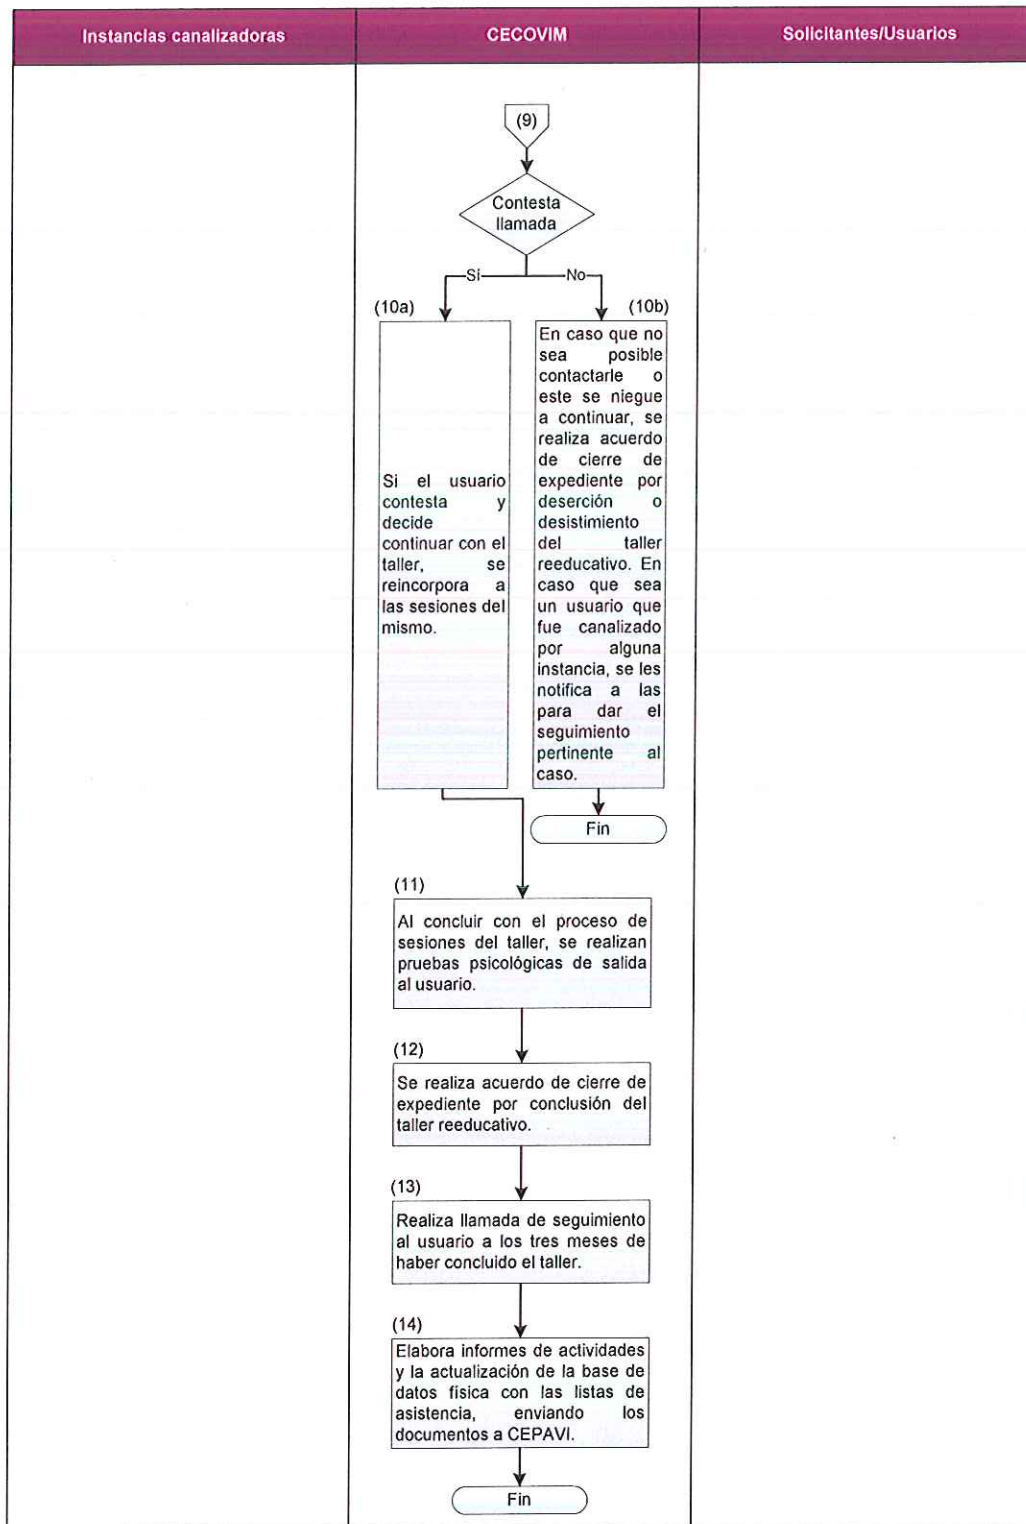 Instancias canalizadoras
CECOVIM
Solicitantes/Usuarios
(9)
Contesta
llamada
Sí
No
(10a)
Si el usuario
contesta y
decide
continuar con el
taller, se
reincorpora a
las sesiones del
mismo.
(10b)
En caso que no
sea posible
contactarle o
este se niegue
a continuar, se
realiza acuerdo
de cierre de
expediente por
deserción o
desistimiento
del taller
reeducativo. En
caso que sea
un usuario que
fue canalizado
por alguna
instancia, se les
notifica a las
para dar el
seguimiento
pertinente al
caso.
Fin
(11)
Al concluir con el proceso de
sesiones del taller, se realizan
pruebas psicológicas de salida
al usuario.
(12)
Se realiza acuerdo de cierre de
expediente por conclusión del
taller reeducativo.
(13)
Realiza llamada de seguimiento
al usuario a los tres meses de
haber concluido el taller.
(14)
Elabora informes de actividades
y la actualización de la base de
datos física con las listas de
asistencia, enviando los
documentos a CEPAVI.
Fin